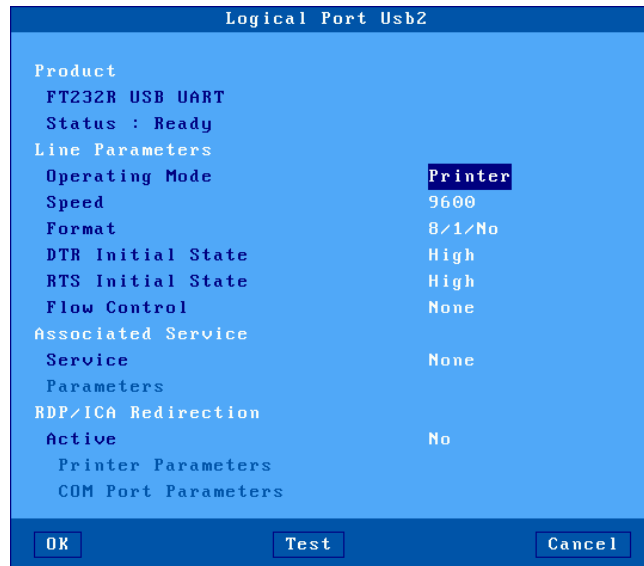 Logical Port Usb2
Product
FT232R USB UART
Status : Ready
Line Parameters
Operating Mode Printer
Speed 9600
Format 8/1/No
DTR Initial State High
RTS Initial State High
Flow Control None
Associated Service
Service None
Parameters
RDP/ICA Redirection
Active No
Printer Parameters
COM Port Parameters
OK Test Cancel